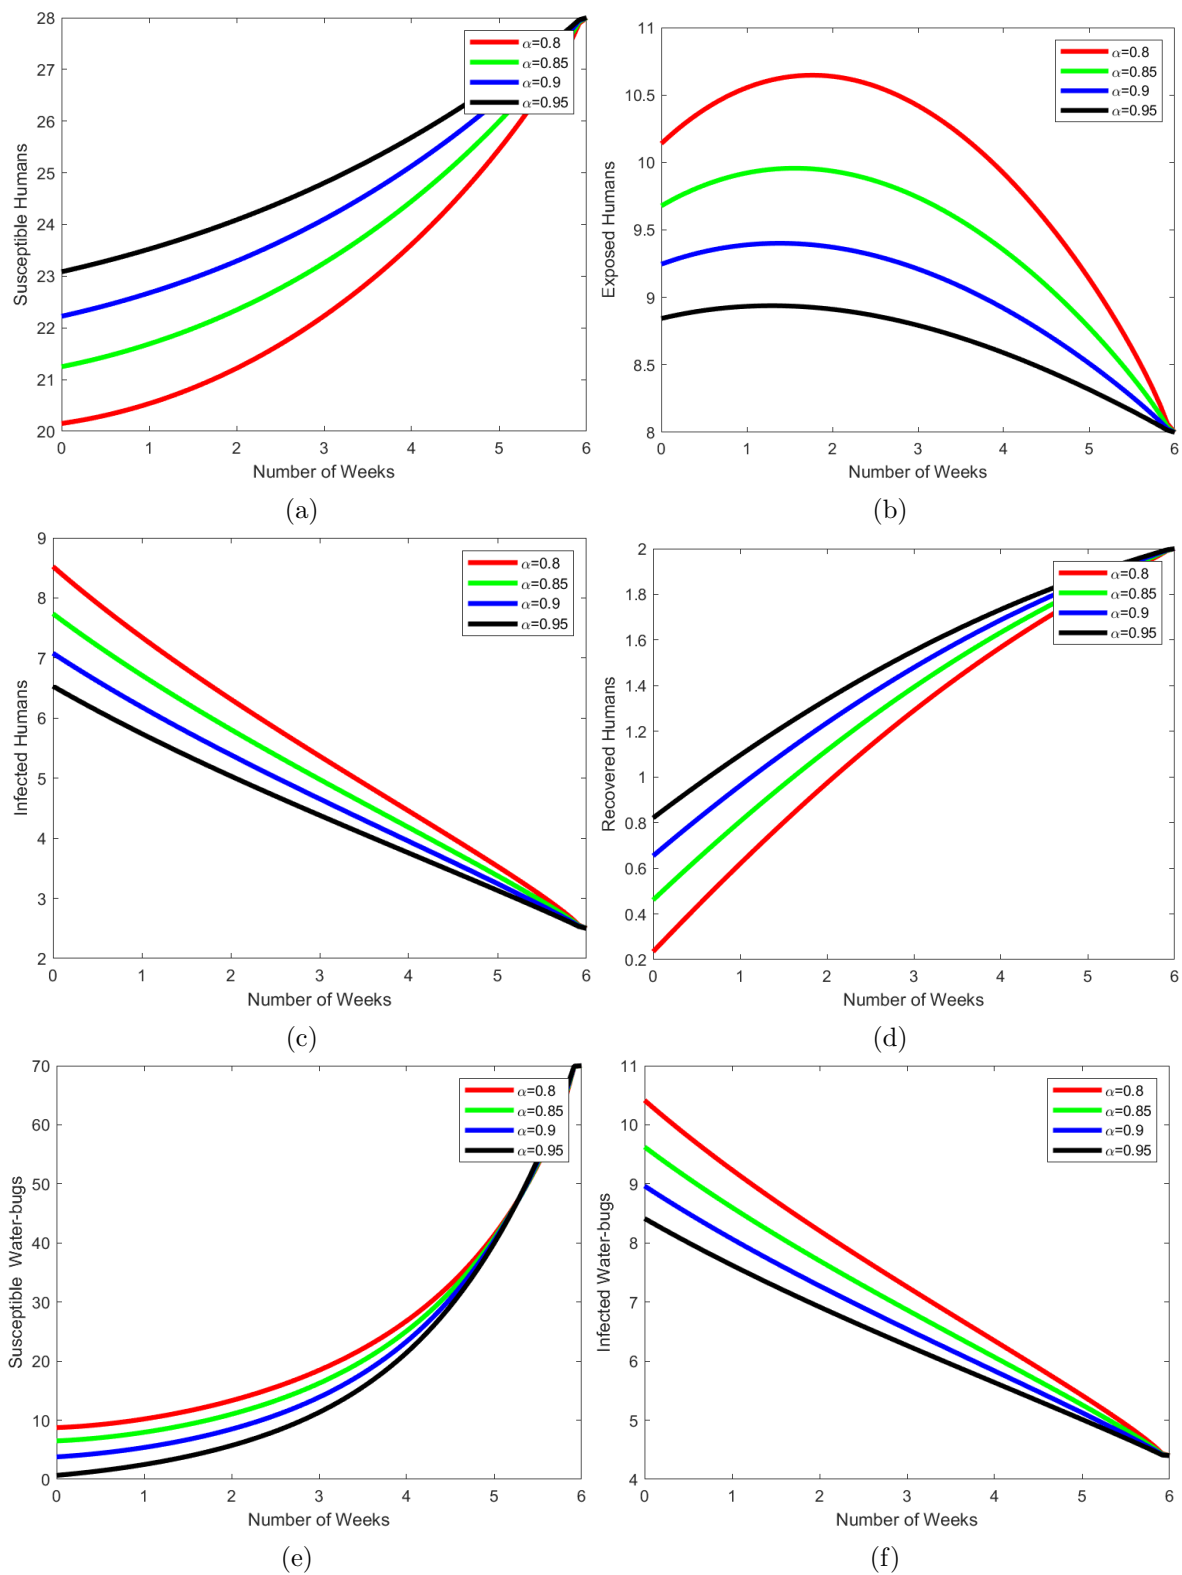 28
27
26
25
24
23
22
21
20
Susceptible Humans
α=0.8
α=0.85
α=0.9
α=0.95
0 1 2 3 4 5 6
Number of Weeks
(a)
11
10.5
10
9.5
9
8.5
8
Exposed Humans
α=0.8
α=0.85
α=0.9
α=0.95
0 1 2 3 4 5 6
Number of Weeks
(b)
9
8
7
6
5
4
3
2
Infected Humans
α=0.8
α=0.85
α=0.9
α=0.95
0 1 2 3 4 5 6
Number of Weeks
(c)
2
1.8
1.6
1.4
1.2
1
0.8
0.6
0.4
0.2
Recovered Humans
α=0.8
α=0.85
α=0.9
α=0.95
0 1 2 3 4 5 6
Number of Weeks
(d)
70
60
50
40
30
20
10
0
Susceptible Water-bugs
α=0.8
α=0.85
α=0.9
α=0.95
0 1 2 3 4 5 6
Number of Weeks
(e)
11
10
9
8
7
6
5
4
Infected Water-bugs
α=0.8
α=0.85
α=0.9
α=0.95
0 1 2 3 4 5 6
Number of Weeks
(f)